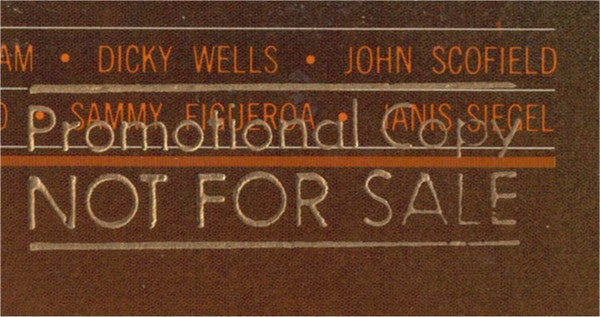 AM • DICKY WELLS • JOHN SCOFIELD
• SAMMY FIGUEROA • JANIS SIEGEL
Promotional Copy
NOT FOR SALE